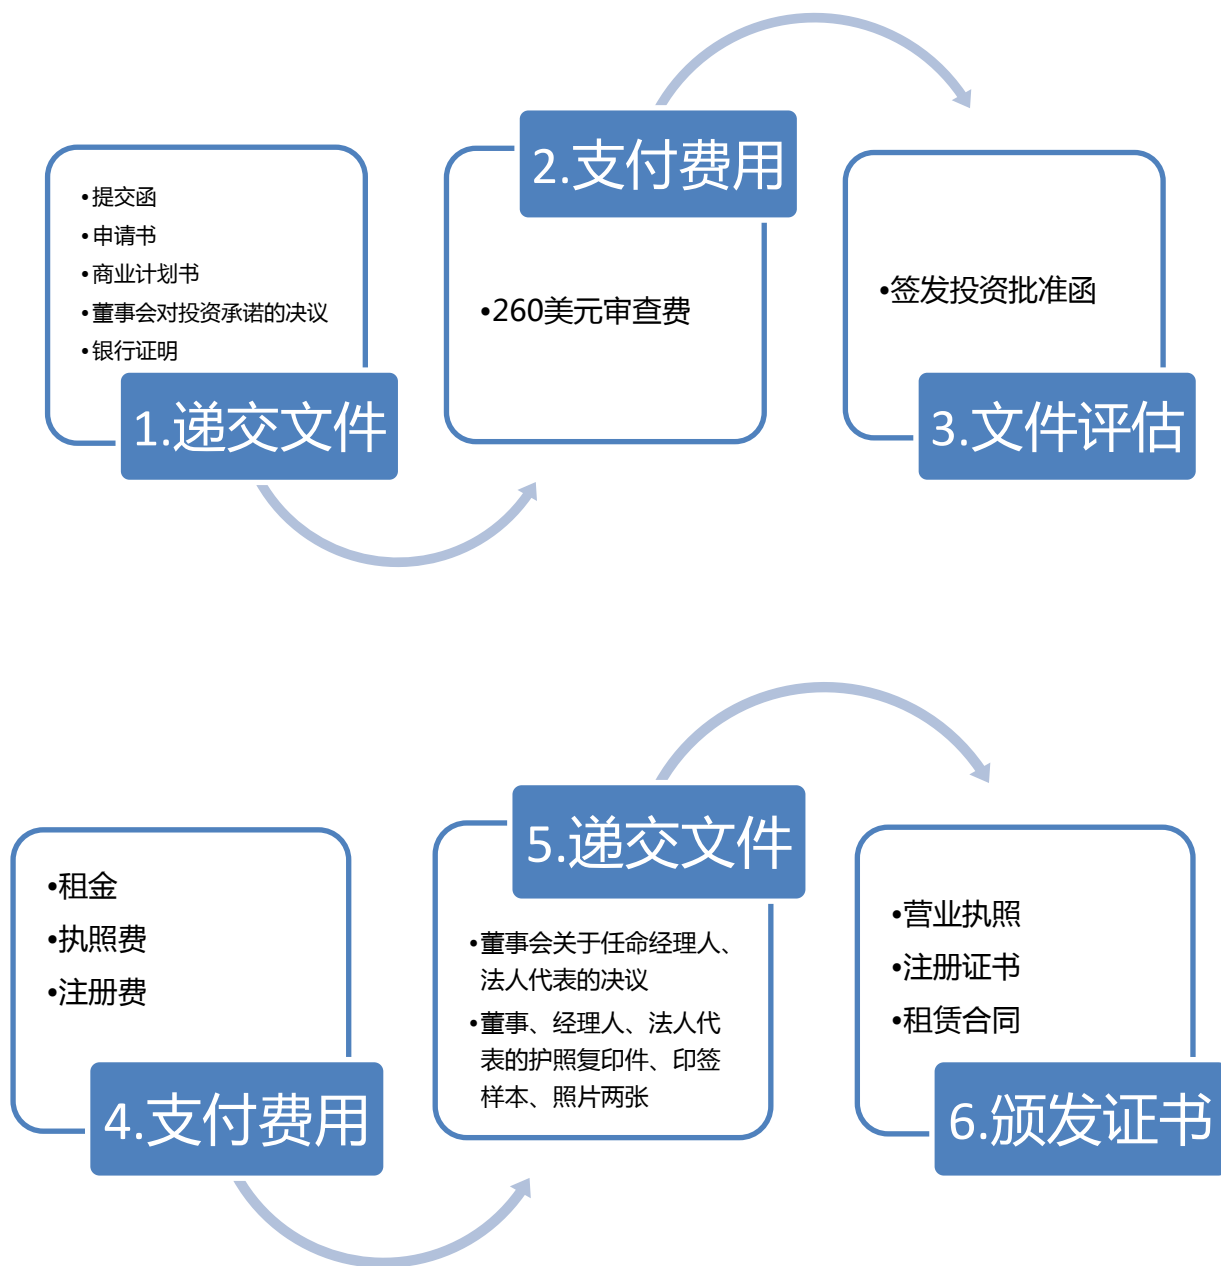 •提交函
•申请书
•商业计划书
•董事会对投资承诺的决议
•银行证明
1.递交文件
2.支付费用
•260美元审查费
•签发投资批准函
3.文件评估
•租金
•执照费
•注册费
4.支付费用
5.递交文件
•董事会关于任命经理人、
法人代表的决议
•董事、经理人、法人代
表的护照复印件、印签
样本、照片两张
•营业执照
•注册证书
•租赁合同
6.颁发证书